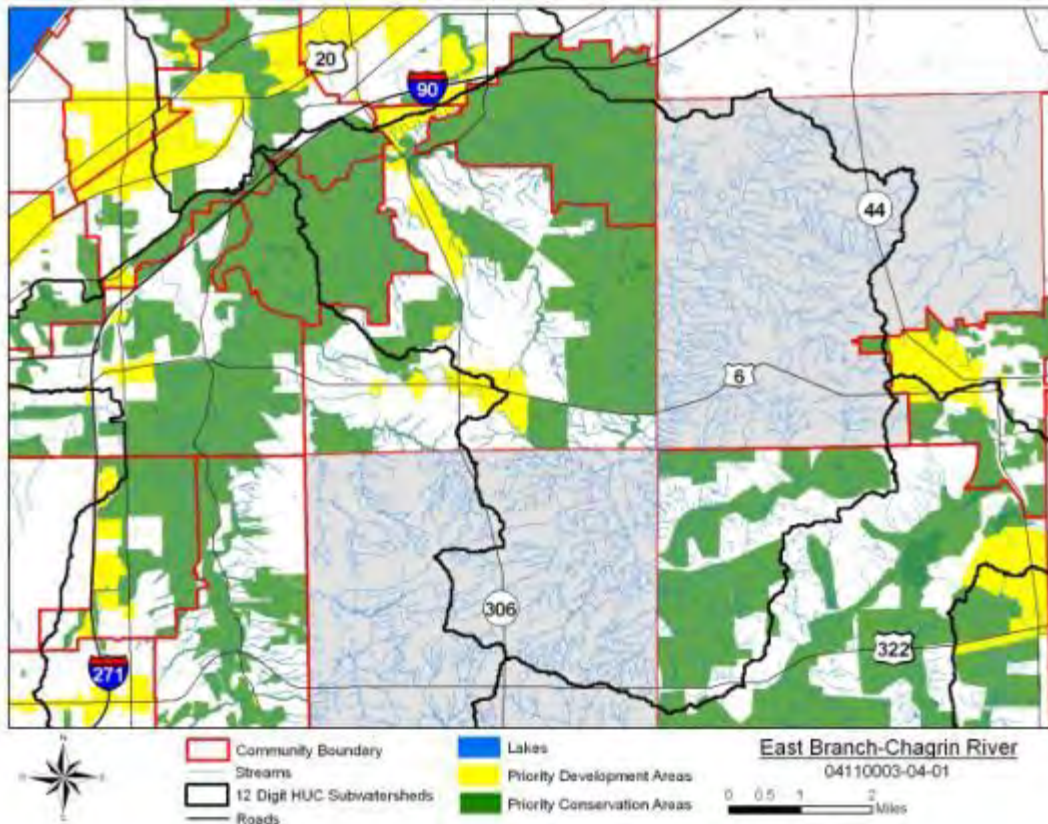 20
90
44
6
306
322
271
Community Boundary
Streams
12 Digit HUC Subwatersheds
Roads
Lakes
Priority Development Areas
Priority Conservation Areas
East Branch-Chagrin River
04110003-04-01
0 0.5 1 2
Miles
N